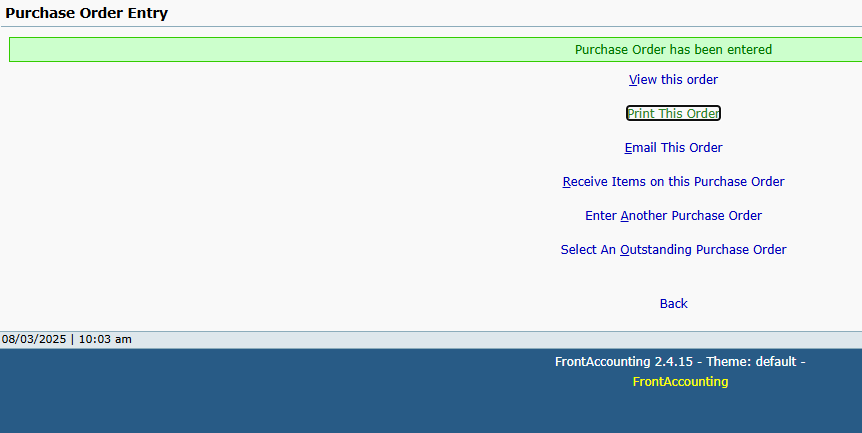 Purchase Order Entry
Purchase Order has been entered
View this order
Print This Order
Email This Order
Receive Items on this Purchase Order
Enter Another Purchase Order
Select An Outstanding Purchase Order
Back
08/03/2025 | 10:03 am
FrontAccounting 2.4.15 - Theme: default -
FrontAccounting